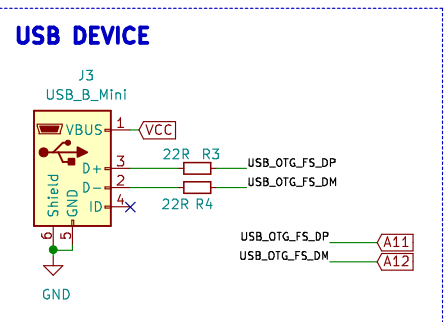 USB DEVICE
J3
USB_B_Mini
VBUS 1 VCC
22R R3
D+ 3 USB_OTG_FS_DP
D- 2 USB_OTG_FS_DM
22R R4
ID 4
Shield
GND
6
5
GND
USB_OTG_FS_DP A11
USB_OTG_FS_DM A12